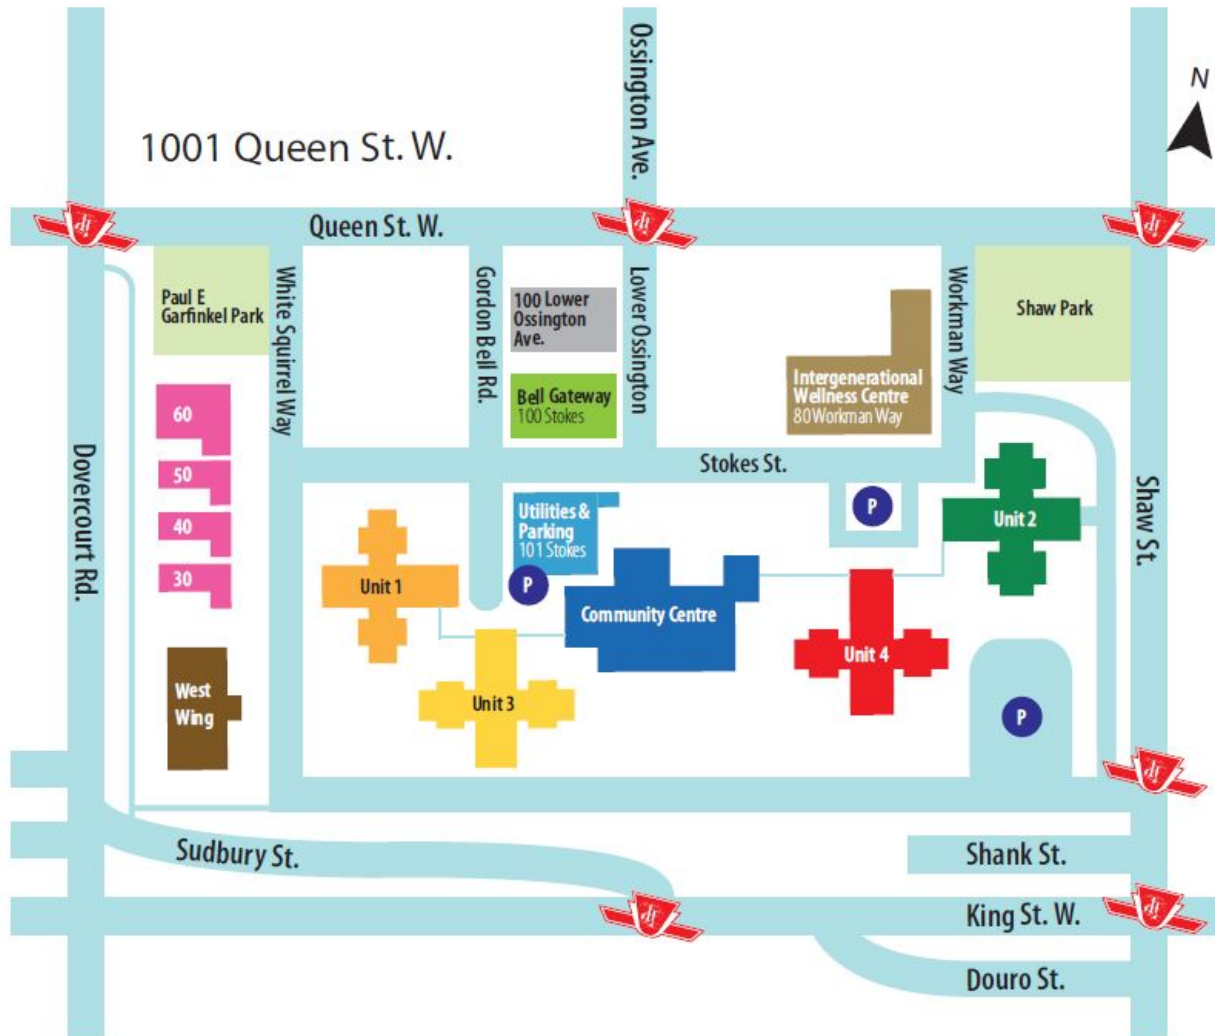 Ossington Ave.
N
1001 Queen St. W.
Queen St. W.
Paul E
Garfinkel Park
White Squirrel Way
Gordon Bell Rd.
100 Lower
Ossington
Ave.
Lower Ossington
Workman Way
Shaw Park
Bell Gateway
100 Stokes
Intergenerational
Wellness Centre
80 Workman Way
60
50
40
30
Dovercourt Rd.
Stokes St.
Shaw St.
Utilities &
Parking
101 Stokes
P
P
Unit 2
Unit 1
Community Centre
Unit 4
West
Wing
Unit 3
P
Sudbury St.
Shank St.
King St. W.
Douro St.